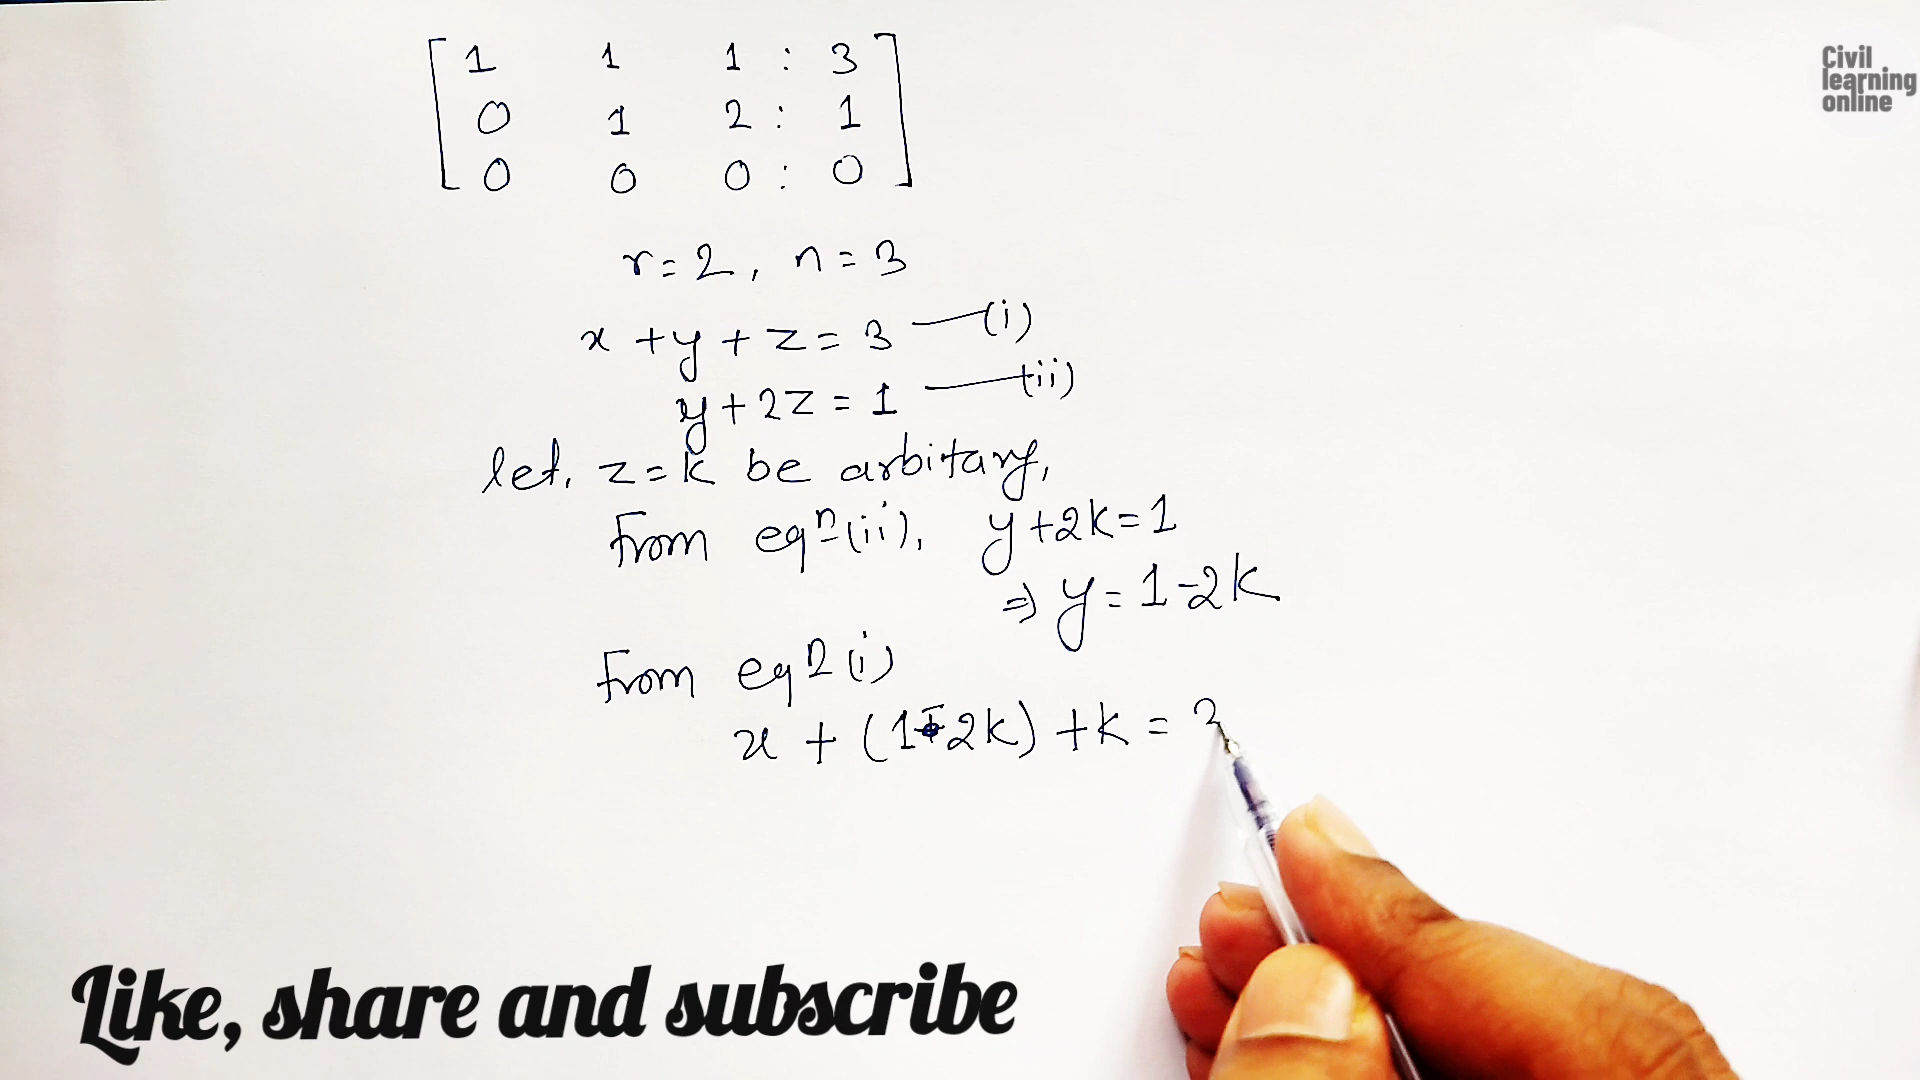 1 1 1 : 3
0 1 2 : 1
0 0 0 : 0
r = 2, n = 3
x + y + z = 3 —(i)
y + 2z = 1 —(ii)
let, z = k be arbitary,
From eqn (ii), y + 2k = 1
⇒ y = 1 - 2k
From eqn (i)
x + (1 - 2k) + k = 3
Civil
learning
online
Like, share and subscribe